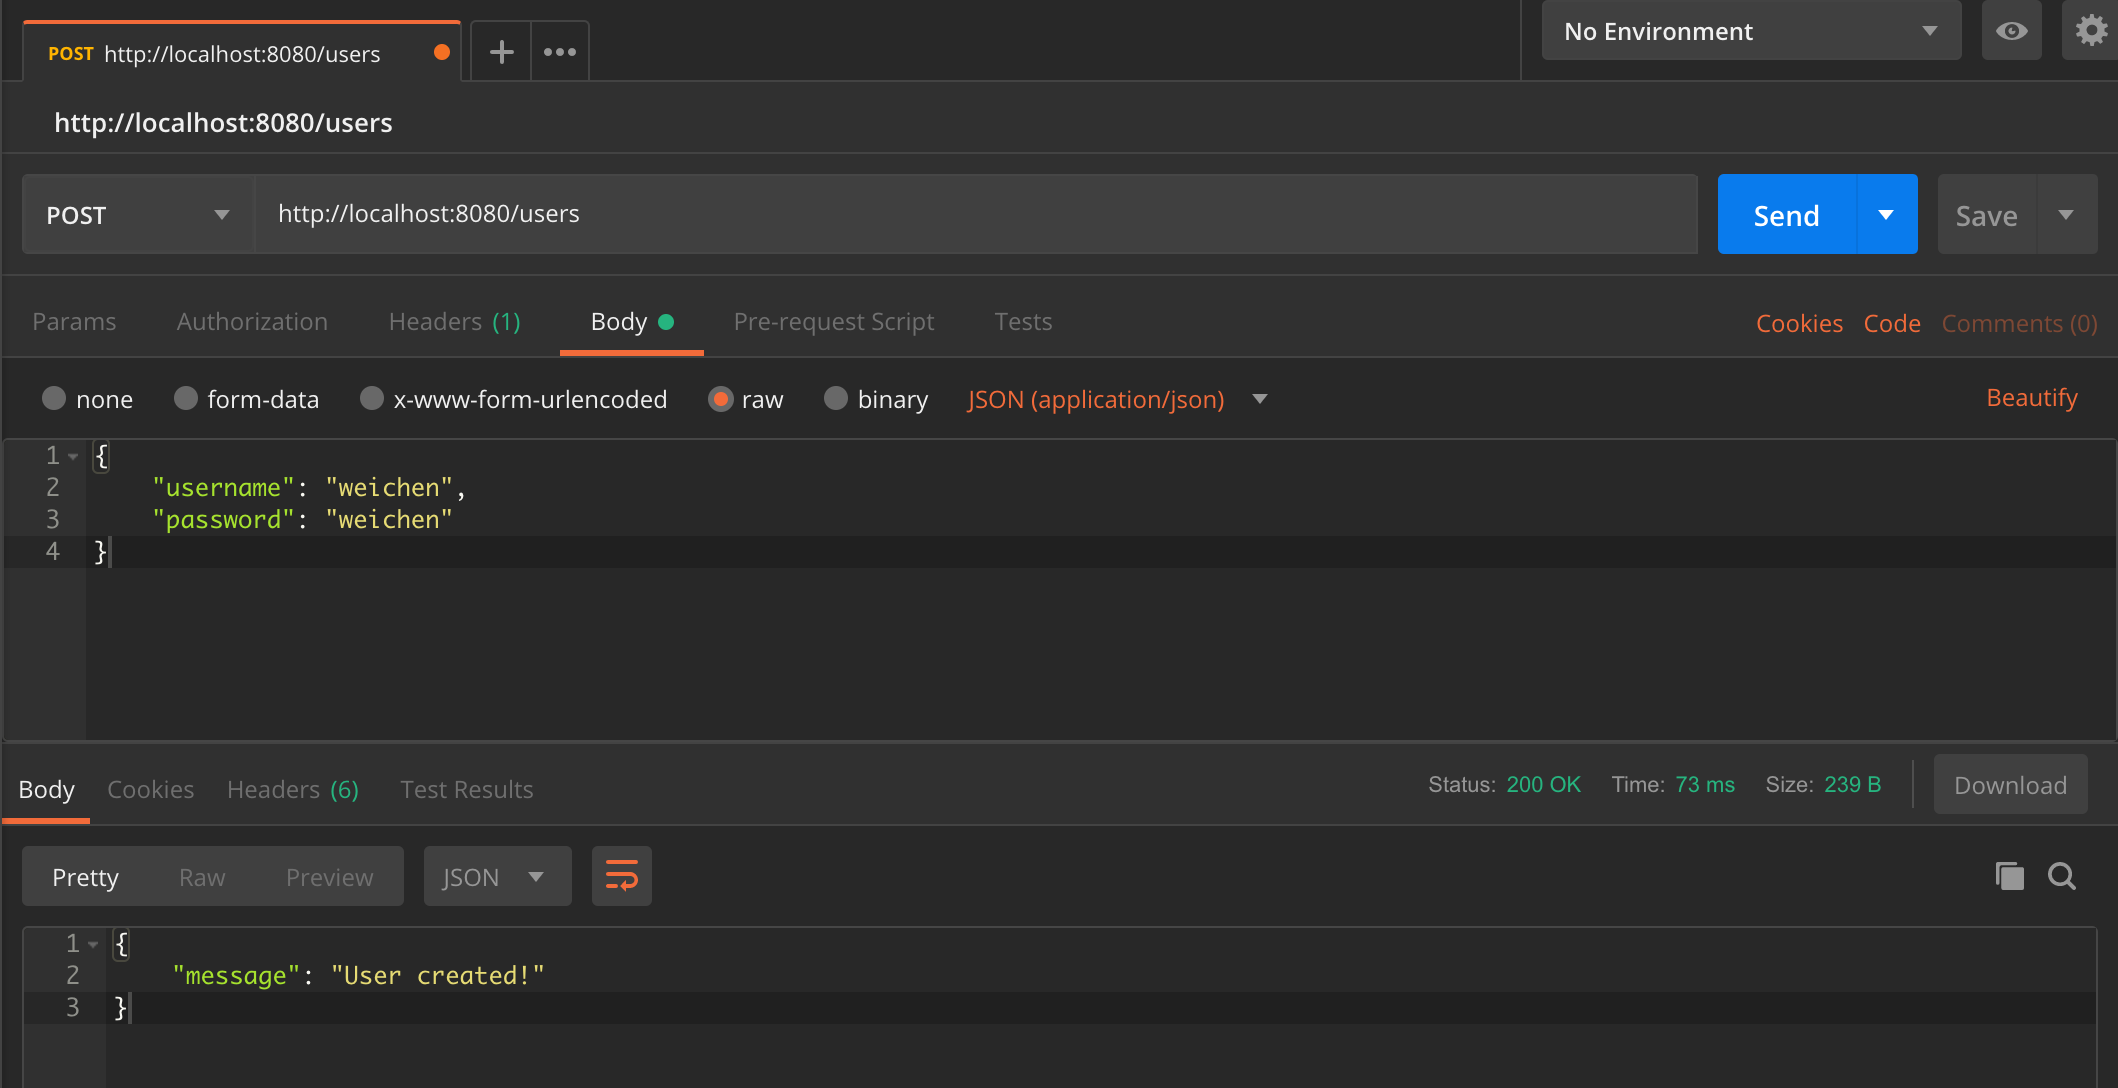 POST http://localhost:8080/users
No Environment
http://localhost:8080/users
POST http://localhost:8080/users Send Save
Params Authorization Headers (1) Body Pre-request Script Tests Cookies Code Comments (0)
none form-data x-www-form-urlencoded raw binary JSON (application/json) Beautify
1 {
2 "username": "weichen",
3 "password": "weichen"
4 }
Body Cookies Headers (6) Test Results Status: 200 OK Time: 73 ms Size: 239 B Download
Pretty Raw Preview JSON
1 {
2 "message": "User created!"
3 }